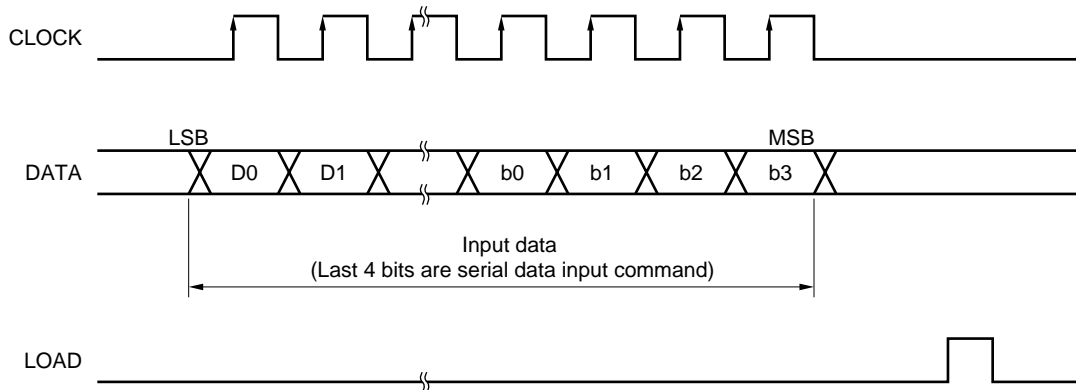 CLOCK
LSB MSB
DATA D0 D1 b0 b1 b2 b3
Input data
(Last 4 bits are serial data input command)
LOAD